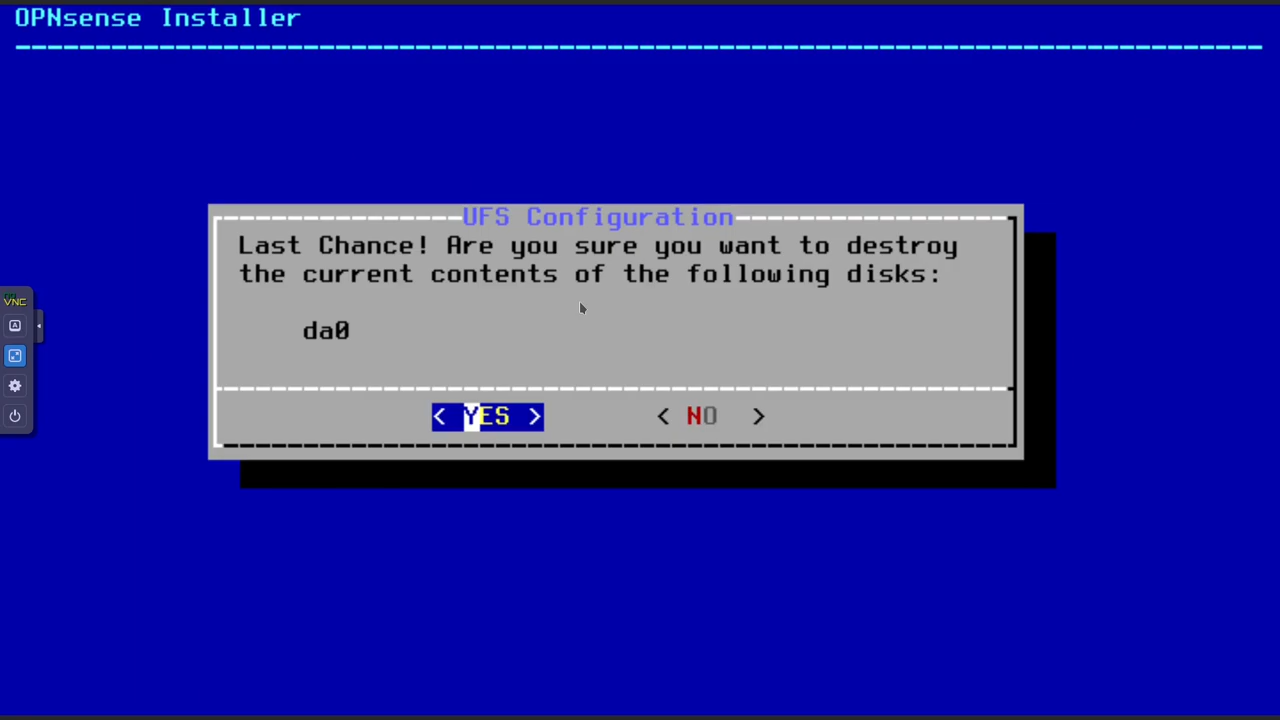 OPNsense Installer
UFS Configuration
Last Chance! Are you sure you want to destroy
the current contents of the following disks:
da0
< YES > < NO >
VNC
A